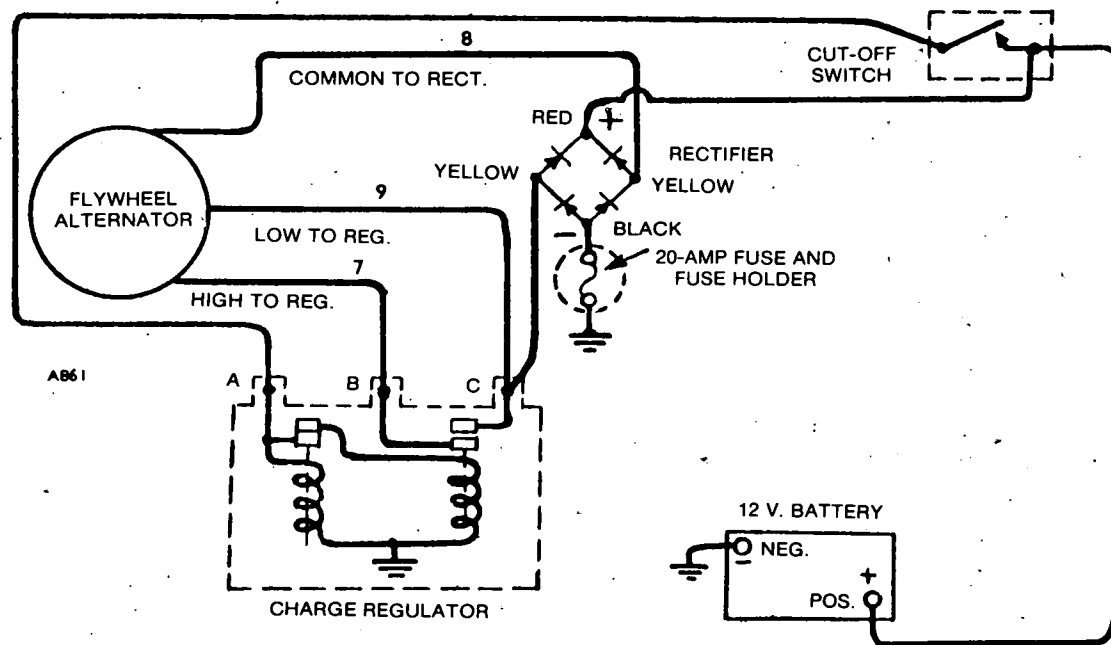 8
COMMON TO RECT.
CUT-OFF
SWITCH
RED
+
RECTIFIER
YELLOW
YELLOW
FLYWHEEL
ALTERNATOR
9
LOW TO REG.
−
BLACK
20-AMP FUSE AND
FUSE HOLDER
7
HIGH TO REG.
A861
A
B
C
12 V. BATTERY
NEG.
−
+
POS.
CHARGE REGULATOR